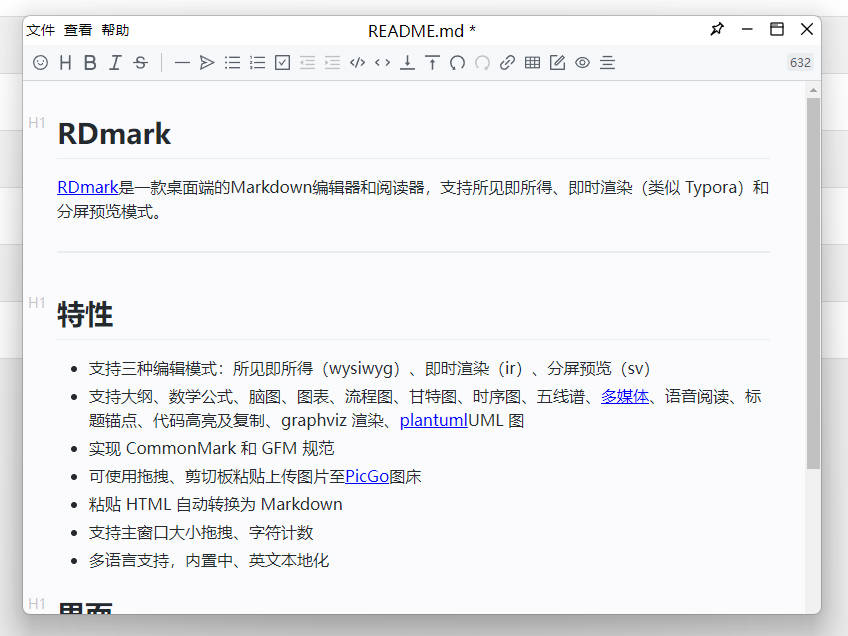 文件 查看 帮助 README.md *
632
H1 RDmark
RDmark是一款桌面端的Markdown编辑器和阅读器，支持所见即所得、即时渲染（类似 Typora）和
分屏预览模式。
H1 特性
支持三种编辑模式：所见即所得（wysiwyg）、即时渲染（ir）、分屏预览（sv）
支持大纲、数学公式、脑图、图表、流程图、甘特图、时序图、五线谱、多媒体、语音阅读、标
题锚点、代码高亮及复制、graphviz 渲染、plantumlUML 图
实现 CommonMark 和 GFM 规范
可使用拖拽、剪切板粘贴上传图片至PicGo图床
粘贴 HTML 自动转换为 Markdown
支持主窗口大小拖拽、字符计数
多语言支持，内置中、英文本地化
H1 界面